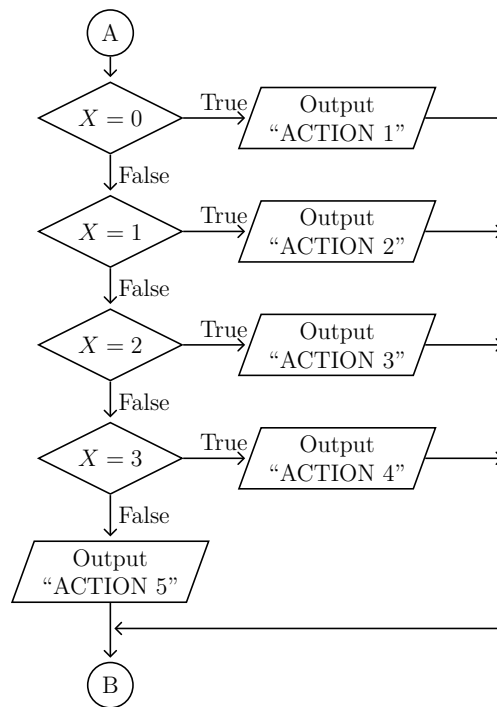 A
X = 0
True
Output
“ACTION 1”
False
X = 1
True
Output
“ACTION 2”
False
X = 2
True
Output
“ACTION 3”
False
X = 3
True
Output
“ACTION 4”
False
Output
“ACTION 5”
B